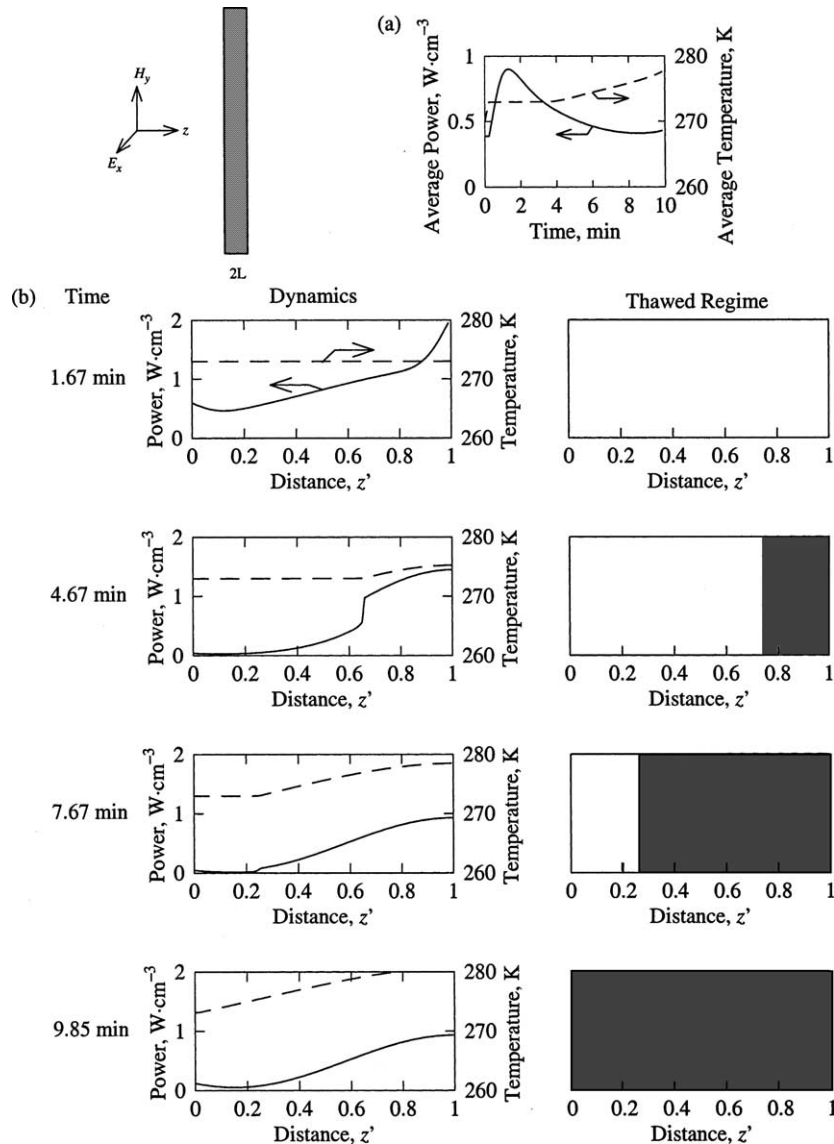 (a)
H_y
z
E_x
2L
Average Power, W·cm⁻³
1
0.5
0
280
270
260
Average Temperature, K
0 2 4 6 8 10
Time, min
(b) Time Dynamics Thawed Regime
1.67 min
Power, W·cm⁻³
2
1
0
280
270
260
Temperature, K
0 0.2 0.4 0.6 0.8 1
Distance, z’
0 0.2 0.4 0.6 0.8 1
Distance, z’
4.67 min
Power, W·cm⁻³
2
1
0
280
270
260
Temperature, K
0 0.2 0.4 0.6 0.8 1
Distance, z’
0 0.2 0.4 0.6 0.8 1
Distance, z’
7.67 min
Power, W·cm⁻³
2
1
0
280
270
260
Temperature, K
0 0.2 0.4 0.6 0.8 1
Distance, z’
0 0.2 0.4 0.6 0.8 1
Distance, z’
9.85 min
Power, W·cm⁻³
2
1
0
280
270
260
Temperature, K
0 0.2 0.4 0.6 0.8 1
Distance, z’
0 0.2 0.4 0.6 0.8 1
Distance, z’